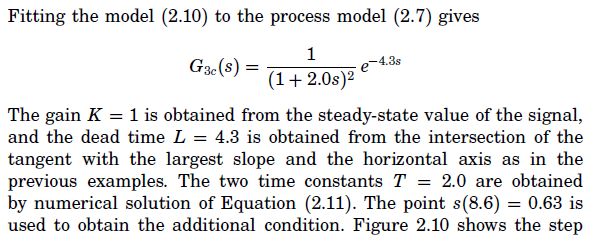 Fitting the model (2.10) to the process model (2.7) gives
G₃c(s) = 1 / (1 + 2.0s)² e^−4.3s
The gain K = 1 is obtained from the steady-state value of the signal,
and the dead time L = 4.3 is obtained from the intersection of the
tangent with the largest slope and the horizontal axis as in the
previous examples. The two time constants T = 2.0 are obtained
by numerical solution of Equation (2.11). The point s(8.6) = 0.63 is
used to obtain the additional condition. Figure 2.10 shows the step